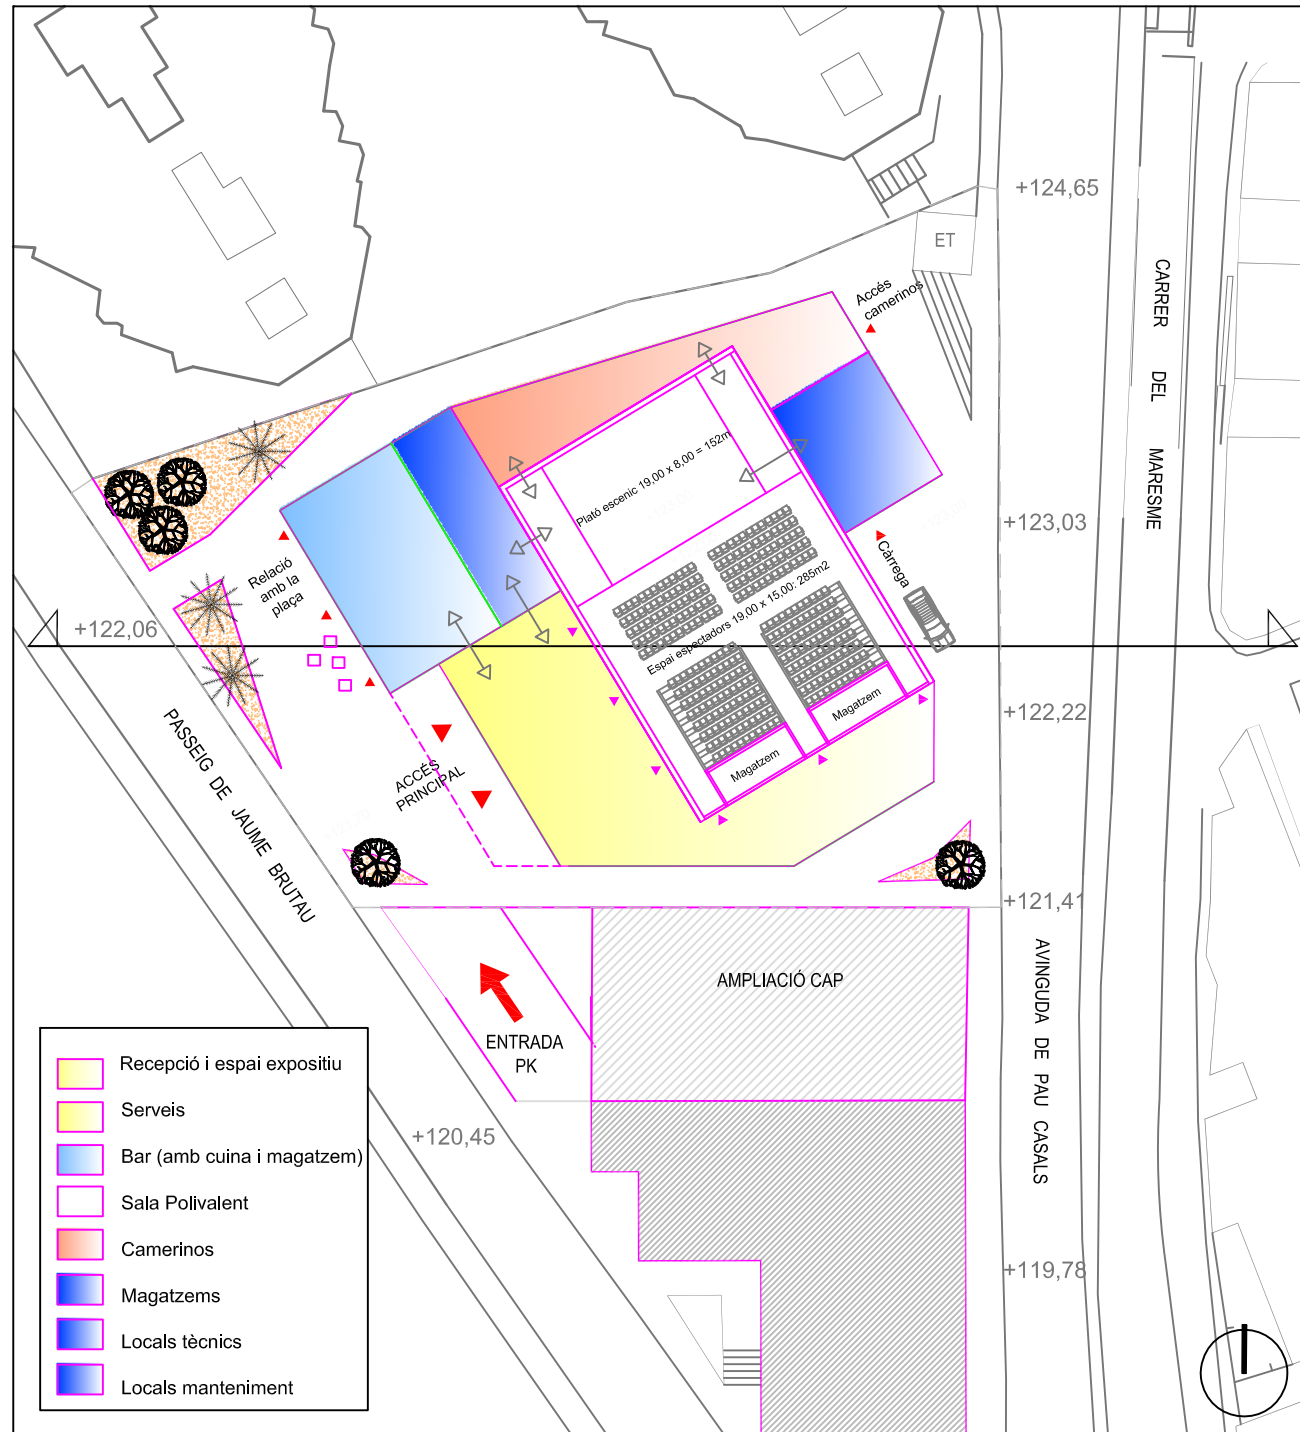 +124,65
ET
CARRER DEL MARESME
Accés
camerinos
Plató escenic 19,00 x 8,00 = 152m
+123,03
Càrrega
Relació
amb la
plaça
Espai espectadors 19,00 x 15,00: 285m2
+122,06
Magatzem
Magatzem
+122,22
PASSEIG DE JAUME BRUTAU
ACCÉS
PRINCIPAL
+121,41
AMPLIACIÓ CAP
AVINGUDA DE PAU CASALS
ENTRADA
PK
+120,45
+119,78
Recepció i espai expositiu
Serveis
Bar (amb cuina i magatzem)
Sala Polivalent
Camerinos
Magatzems
Locals tècnics
Locals manteniment